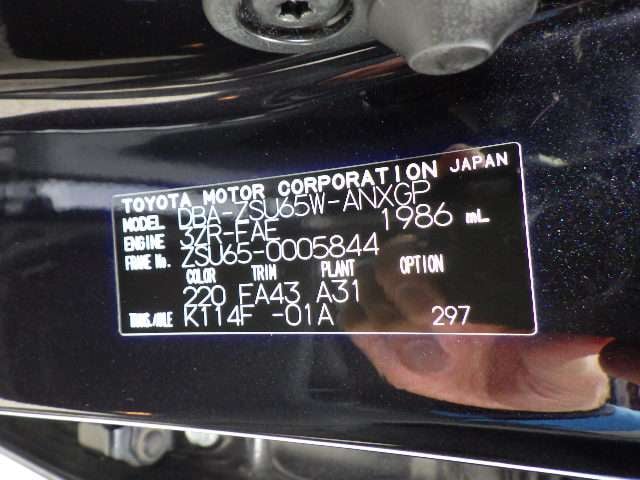 TOYOTA MOTOR CORPORATION JAPAN
MODEL DBA-ZSU65W-ANXGP
ENGINE 3ZR-FAE 1986 mL
FRAME No. ZSU65-0005844
COLOR TRIM PLANT OPTION
220 FA43 A31
TRANS./AXLE K114F -01A 297